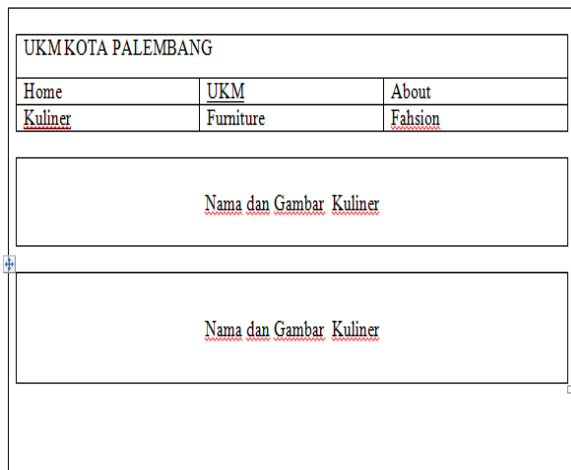 UKM KOTA PALEMBANG
Home UKM About
Kuliner Furniture Fahsion
Nama dan Gambar Kuliner
Nama dan Gambar Kuliner